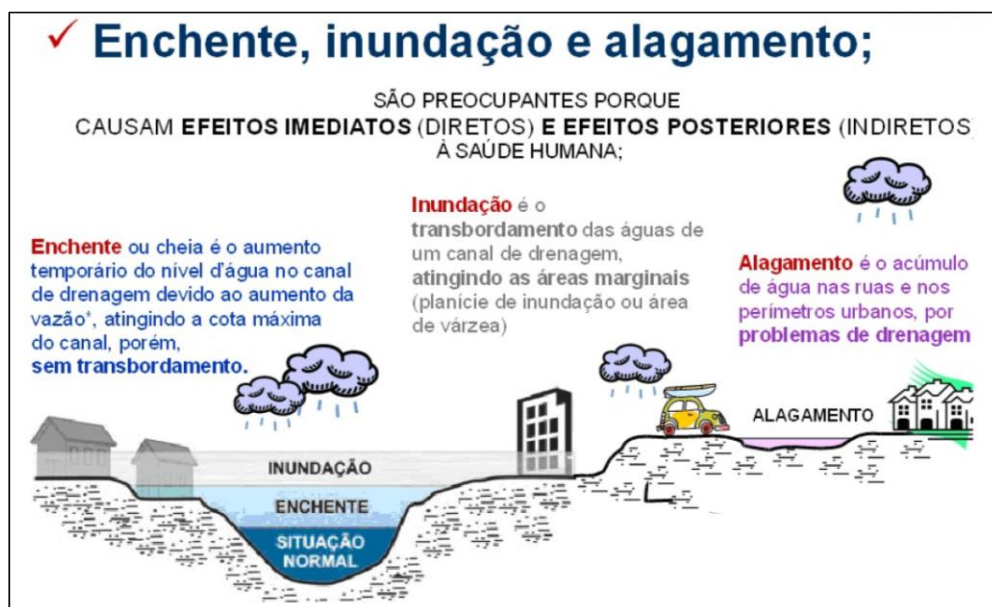 ✓ Enchente, inundação e alagamento;
SÃO PREOCUPANTES PORQUE
CAUSAM EFEITOS IMEDIATOS (DIRETOS) E EFEITOS POSTERIORES (INDIRETOS)
À SAÚDE HUMANA;
Enchente ou cheia é o aumento
temporário do nível d'água no canal
de drenagem devido ao aumento da
vazão*, atingindo a cota máxima
do canal, porém,
sem transbordamento.
Inundação é o
transbordamento das águas de
um canal de drenagem,
atingindo as áreas marginais
(planície de inundação ou área
de várzea)
Alagamento é o acúmulo
de água nas ruas e nos
perímetros urbanos, por
problemas de drenagem
ALAGAMENTO
INUNDAÇÃO
ENCHENTE
SITUAÇÃO
NORMAL